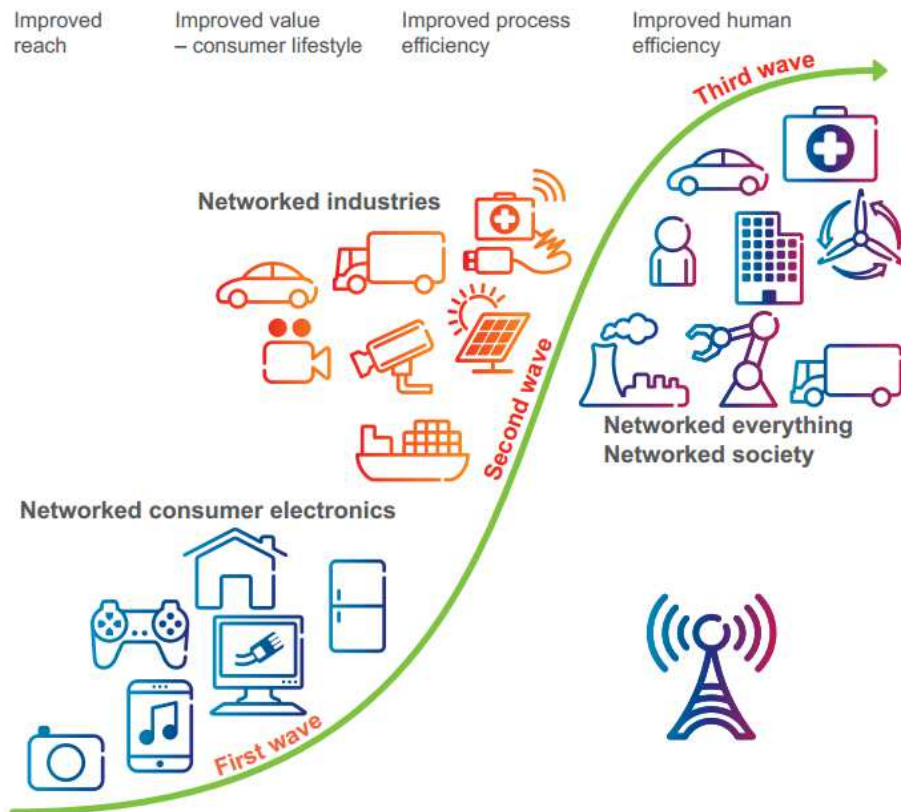 Improved
reach
Improved value
– consumer lifestyle
Improved process
efficiency
Improved human
efficiency
Third wave
Networked industries
Second wave
Networked everything
Networked society
Networked consumer electronics
First wave